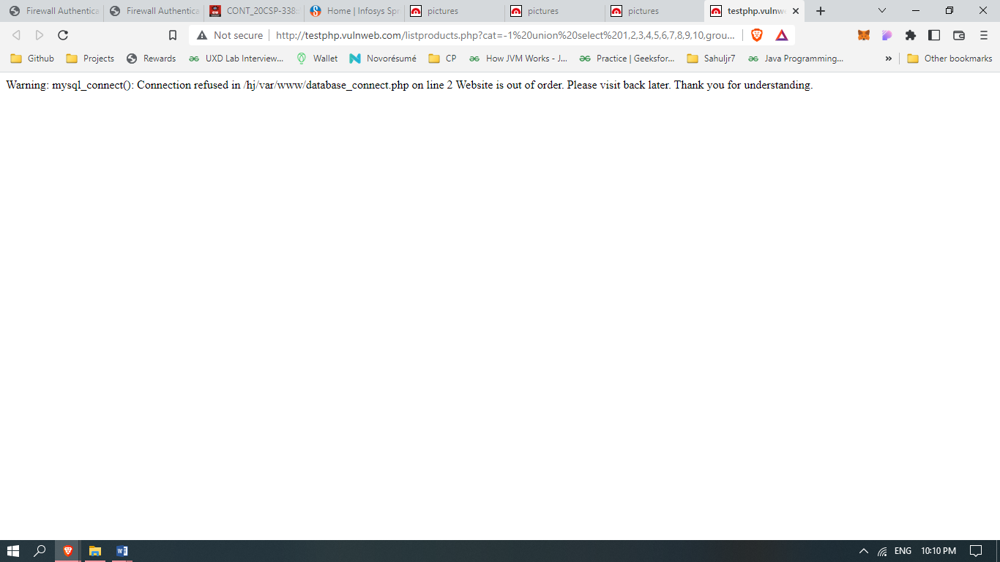 Firewall Authentica
Firewall Authentica
CONT_20CSP-338
Home | Infosys Spr
pictures
pictures
pictures
testphp.vulnw
Not secure
http://testphp.vulnweb.com/listproducts.php?cat=-1%20union%20select%201,2,3,4,5,6,7,8,9,10,grou...
Github
Projects
Rewards
UXD Lab Interview...
Wallet
Novorésumé
CP
How JVM Works - J...
Practice | Geeksfor...
Sahuljr7
Java Programming...
»
Other bookmarks
Warning: mysql_connect(): Connection refused in /hj/var/www/database_connect.php on line 2 Website is out of order. Please visit back later. Thank you for understanding.
ENG
10:10 PM